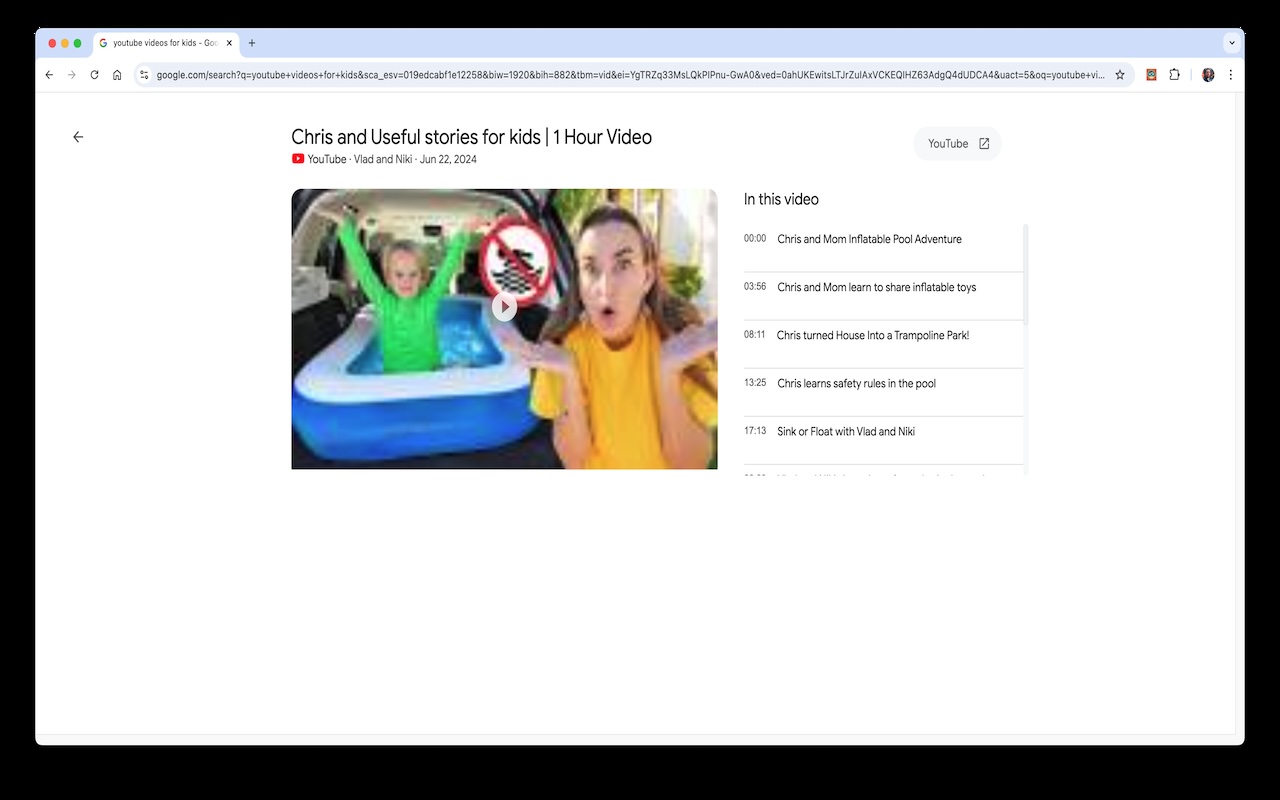 youtube videos for kids - Goo
google.com/search?q=youtube+videos+for+kids&sca_esv=019edcabf1e12258&biw=1920&bih=882&tbm=vid&ei=YgTRZq33MsLQkPIPnu-GwA0&ved=0ahUKEwitsLTJrZuIAxVCKEQIHZ63AdgQ4dUDCA4&uact=5&oq=youtube+vi...
Chris and Useful stories for kids | 1 Hour Video
YouTube · Vlad and Niki · Jun 22, 2024
YouTube
In this video
00:00 Chris and Mom Inflatable Pool Adventure
03:56 Chris and Mom learn to share inflatable toys
08:11 Chris turned House Into a Trampoline Park!
13:25 Chris learns safety rules in the pool
17:13 Sink or Float with Vlad and Niki